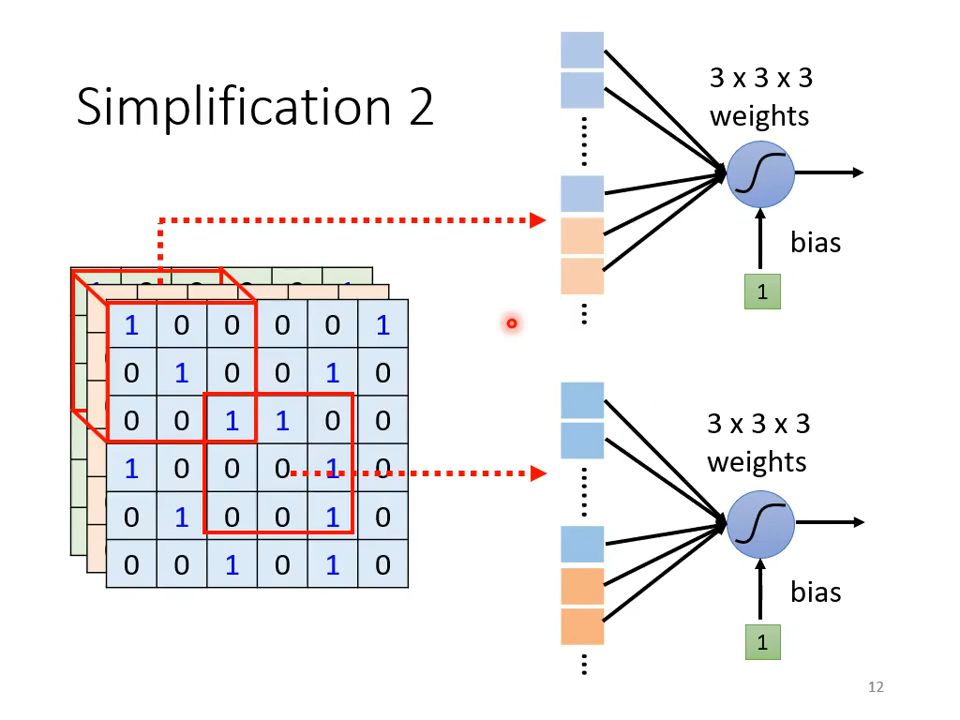 Simplification 2
3 x 3 x 3
weights
bias
1
1 0 0 0 0 1
0 1 0 0 1 0
0 0 1 1 0 0
1 0 0 0 1 0
0 1 0 0 1 0
0 0 1 0 1 0
3 x 3 x 3
weights
bias
1
12